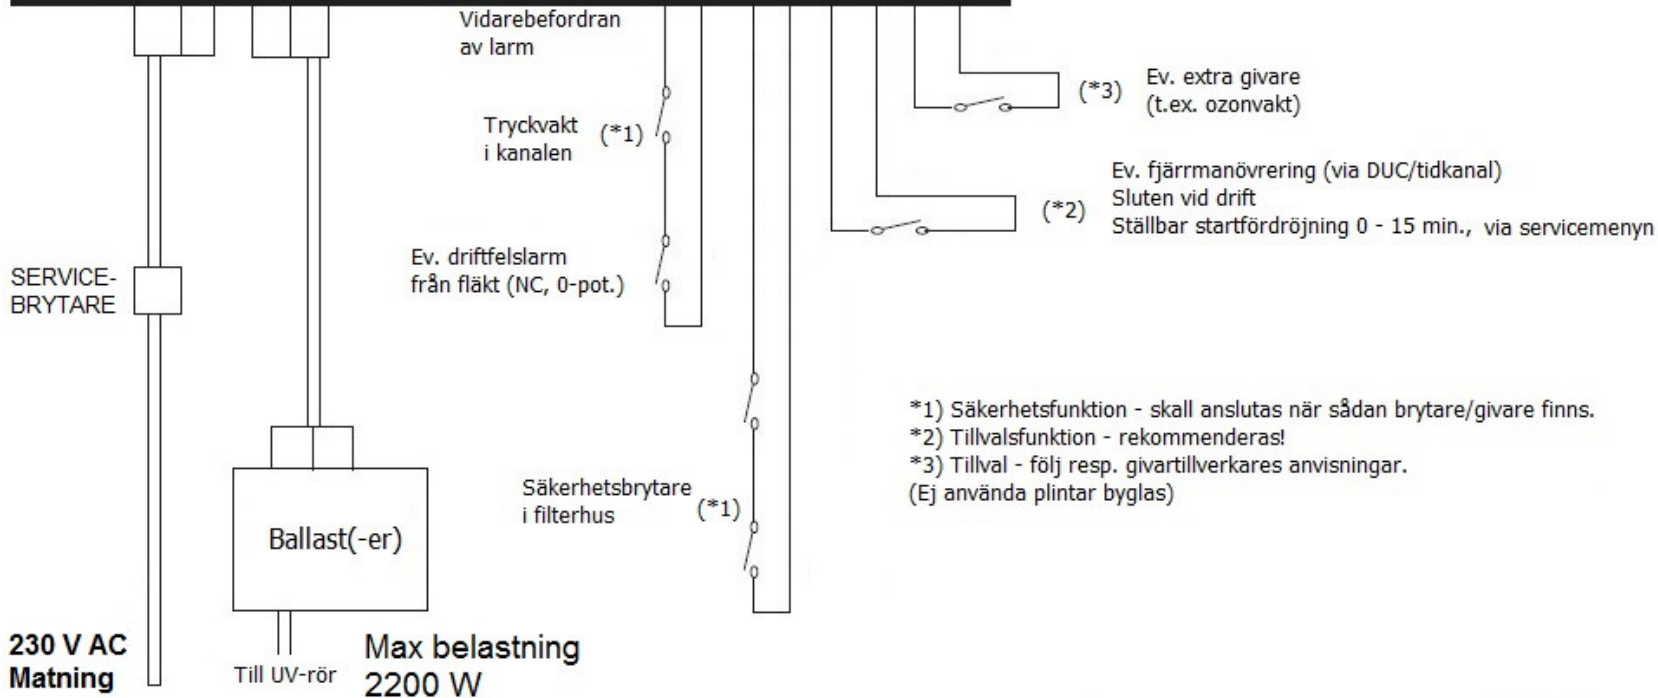 Vidarebefordran
av larm
Ev. extra givare
(*3)
(t.ex. ozonvakt)
Tryckvakt
(*1)
i kanalen
Ev. fjärrmanövrering (via DUC/tidkanal)
Sluten vid drift
(*2)
Ställbar startfördröjning 0 - 15 min., via servicemenyn
Ev. driftfelslarm
från fläkt (NC, 0-pot.)
SERVICE-
BRYTARE
*1) Säkerhetsfunktion - skall anslutas när sådan brytare/givare finns.
*2) Tillvalsfunktion - rekommenderas!
*3) Tillval - följ resp. givartillverkares anvisningar.
(Ej använda plintar byglas)
Säkerhetsbrytare
(*1)
i filterhus
Ballast(-er)
230 V AC
Matning
Till UV-rör
Max belastning
2200 W